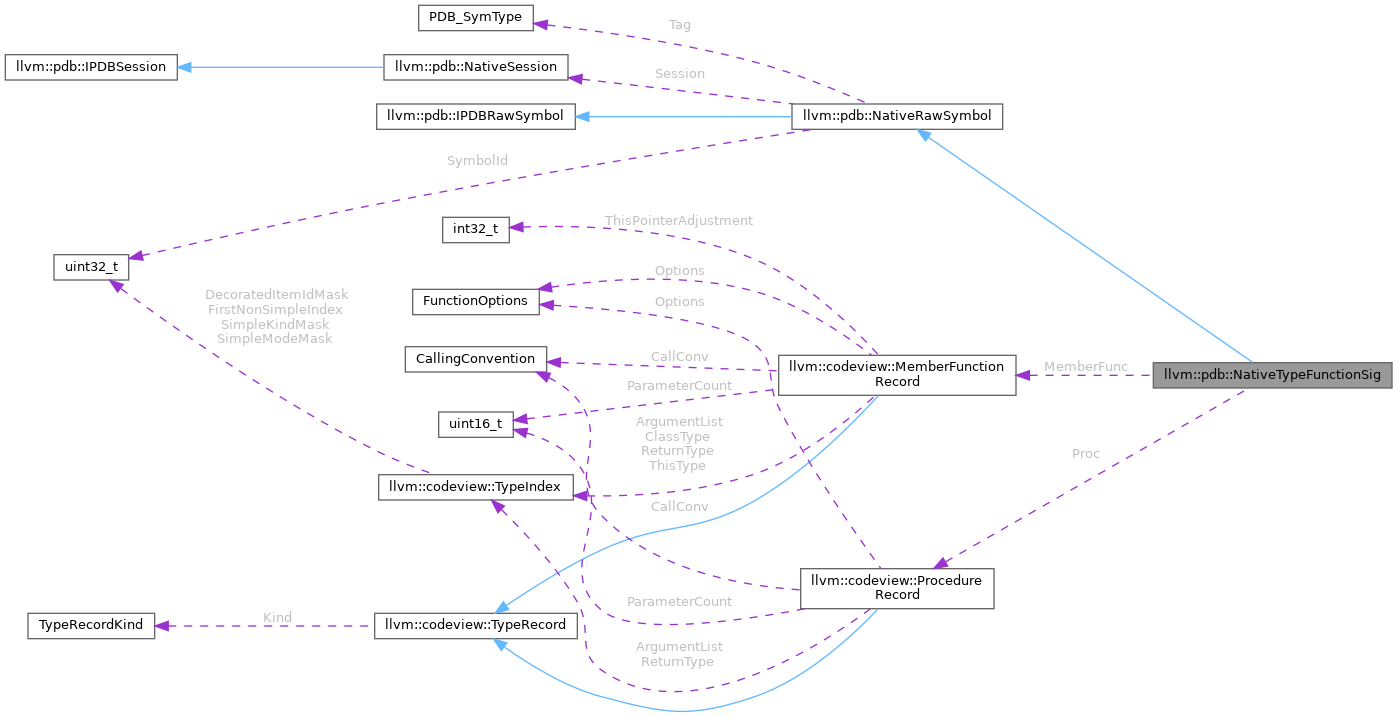 PDB_SymType
Tag
llvm::pdb::IPDBSession
llvm::pdb::NativeSession
Session
llvm::pdb::IPDBRawSymbol
llvm::pdb::NativeRawSymbol
SymbolId
int32_t
ThisPointerAdjustment
uint32_t
Options
DecoratedItemIdMask
FirstNonSimpleIndex
SimpleKindMask
SimpleModeMask
FunctionOptions
Options
CallingConvention
CallConv
llvm::codeview::MemberFunction
Record
MemberFunc
llvm::pdb::NativeTypeFunctionSig
ParameterCount
uint16_t
ArgumentList
ClassType
ReturnType
ThisType
Proc
llvm::codeview::TypeIndex
CallConv
llvm::codeview::Procedure
Record
ParameterCount
TypeRecordKind
Kind
llvm::codeview::TypeRecord
ArgumentList
ReturnType